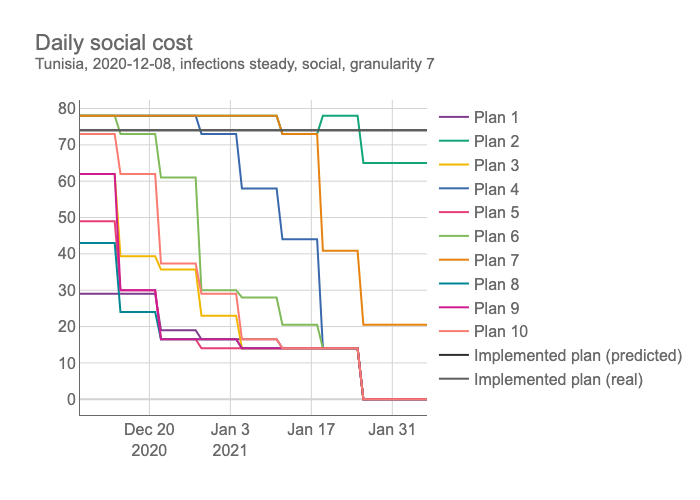 Daily social cost
Tunisia, 2020-12-08, infections steady, social, granularity 7
80
70
60
50
40
30
20
10
0
Dec 20
2020
Jan 3
2021
Jan 17
Jan 31
Plan 1
Plan 2
Plan 3
Plan 4
Plan 5
Plan 6
Plan 7
Plan 8
Plan 9
Plan 10
Implemented plan (predicted)
Implemented plan (real)